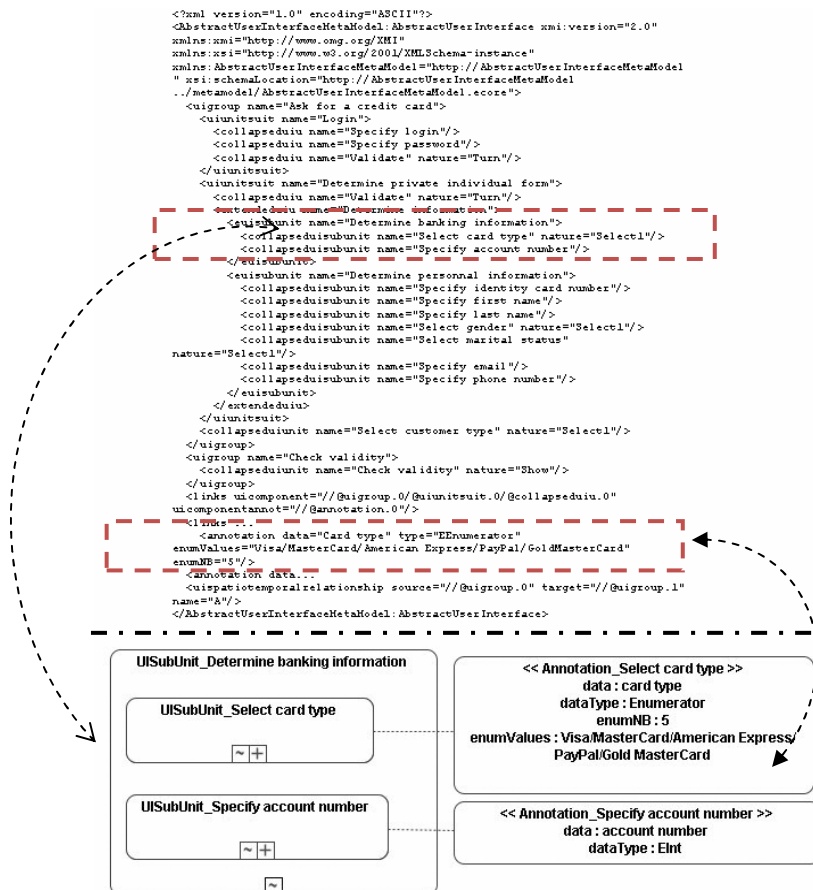 <?xml version="1.0" encoding="ASCII"?>
<AbstractUserInterfaceMetaModel:AbstractUserInterface xmi:version="2.0"
xmlns:xmi="http://www.omg.org/XMI"
xmlns:xsi="http://www.w3.org/2001/XMLSchema-instance"
xmlns:AbstractUserInterfaceMetaModel="http://AbstractUserInterfaceMetaModel
" xsi:schemaLocation="http://AbstractUserInterfaceMetaModel
../metamodel/AbstractUserInterfaceMetaModel.ecore">
<uigroup name="Ask for a credit card">
<uiunitsuit name="Login">
<collapseduiu name="Specify login"/>
<collapseduiu name="Specify password"/>
<collapseduiu name="Validate" nature="Turn"/>
</uiunitsuit>
<uiunitsuit name="Determine private individual form">
<collapseduiu name="Validate" nature="Turn"/>
<extendeduiu name="Determine information">
<euisubunit name="Determine banking information">
<collapseduisubunit name="Select card type" nature="Select1"/>
<collapseduisubunit name="Specify account number"/>
</euisubunit>
<euisubunit name="Determine personnal information">
<collapseduisubunit name="Specify identity card number"/>
<collapseduisubunit name="Specify first name"/>
<collapseduisubunit name="Specify last name"/>
<collapseduisubunit name="Select gender" nature="Select1"/>
<collapseduisubunit name="Select marital status"
nature="Select1"/>
<collapseduisubunit name="Specify email"/>
<collapseduisubunit name="Specify phone number"/>
</euisubunit>
</extendeduiu>
</uiunitsuit>
<collapseduiunit name="Select customer type" nature="Select1"/>
</uigroup>
<uigroup name="Check validity">
<collapseduiunit name="Check validity" nature="Show"/>
</uigroup>
<links uicomponent="//@uigroup.0/@uiunitsuit.0/@collapseduiu.0"
uicomponentannot="//@annotation.0"/>
<links ...
<annotation data="Card type" type="EEnumerator"
enumValues="Visa/MasterCard/American Express/PayPal/GoldMasterCard"
enumNB="5"/>
<annotation data...
<uispatiotemporalrelationship source="//@uigroup.0" target="//@uigroup.1"
name="A"/>
</AbstractUserInterfaceMetaModel:AbstractUserInterface>
UISubUnit_Determine banking information
UISubUnit_Select card type
~ +
UISubUnit_Specify account number
~ +
~
<< Annotation_Select card type >>
data : card type
dataType : Enumerator
enumNB : 5
enumValues : Visa/MasterCard/American Express/
PayPal/Gold MasterCard
<< Annotation_Specify account number >>
data : account number
dataType : EInt